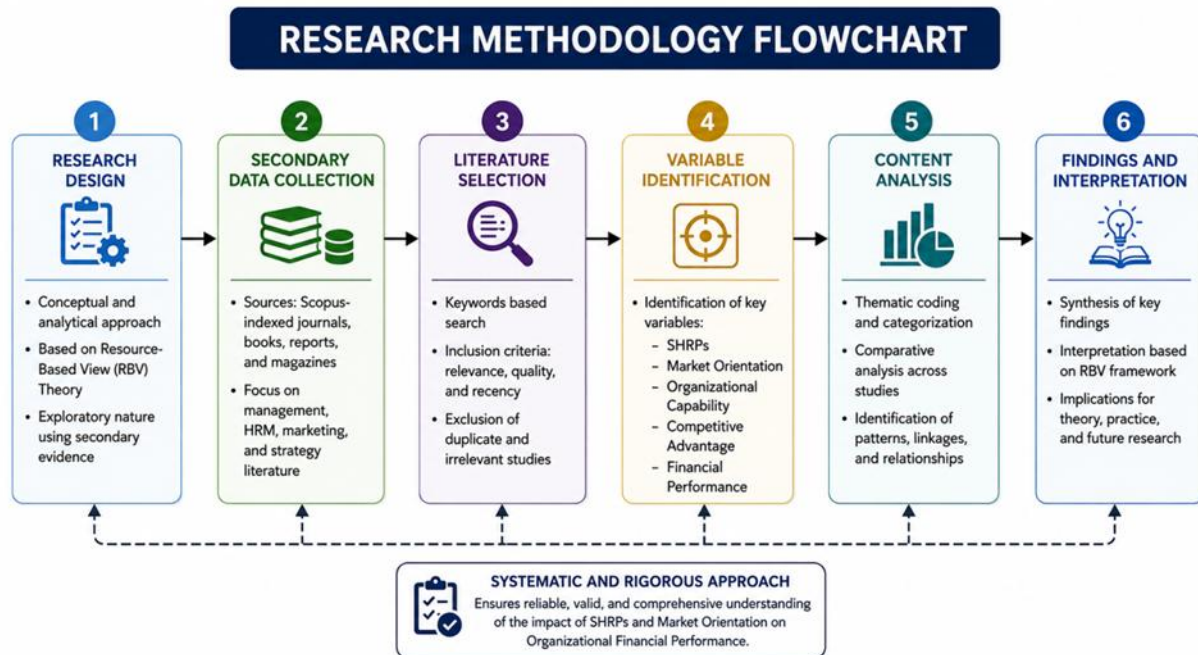 RESEARCH METHODOLOGY FLOWCHART
1
RESEARCH
DESIGN
• Conceptual and
analytical approach
• Based on Resource-
Based View (RBV)
Theory
• Exploratory nature
using secondary
evidence
2
SECONDARY
DATA COLLECTION
• Sources: Scopus-
indexed journals,
books, reports,
and magazines
• Focus on
management,
HRM, marketing,
and strategy
literature
3
LITERATURE
SELECTION
• Keywords based
search
• Inclusion criteria:
relevance, quality,
and recency
• Exclusion of
duplicate and
irrelevant studies
4
VARIABLE
IDENTIFICATION
• Identification of key
variables:
– SHRPs
– Market Orientation
– Organizational
Capability
– Competitive
Advantage
– Financial
Performance
5
CONTENT
ANALYSIS
• Thematic coding
and categorization
• Comparative
analysis across
studies
• Identification of
patterns, linkages,
and relationships
6
FINDINGS AND
INTERPRETATION
• Synthesis of key
findings
• Interpretation based
on RBV framework
• Implications for
theory, practice,
and future research
SYSTEMATIC AND RIGOROUS APPROACH
Ensures reliable, valid, and comprehensive understanding
of the impact of SHRPs and Market Orientation on
Organizational Financial Performance.